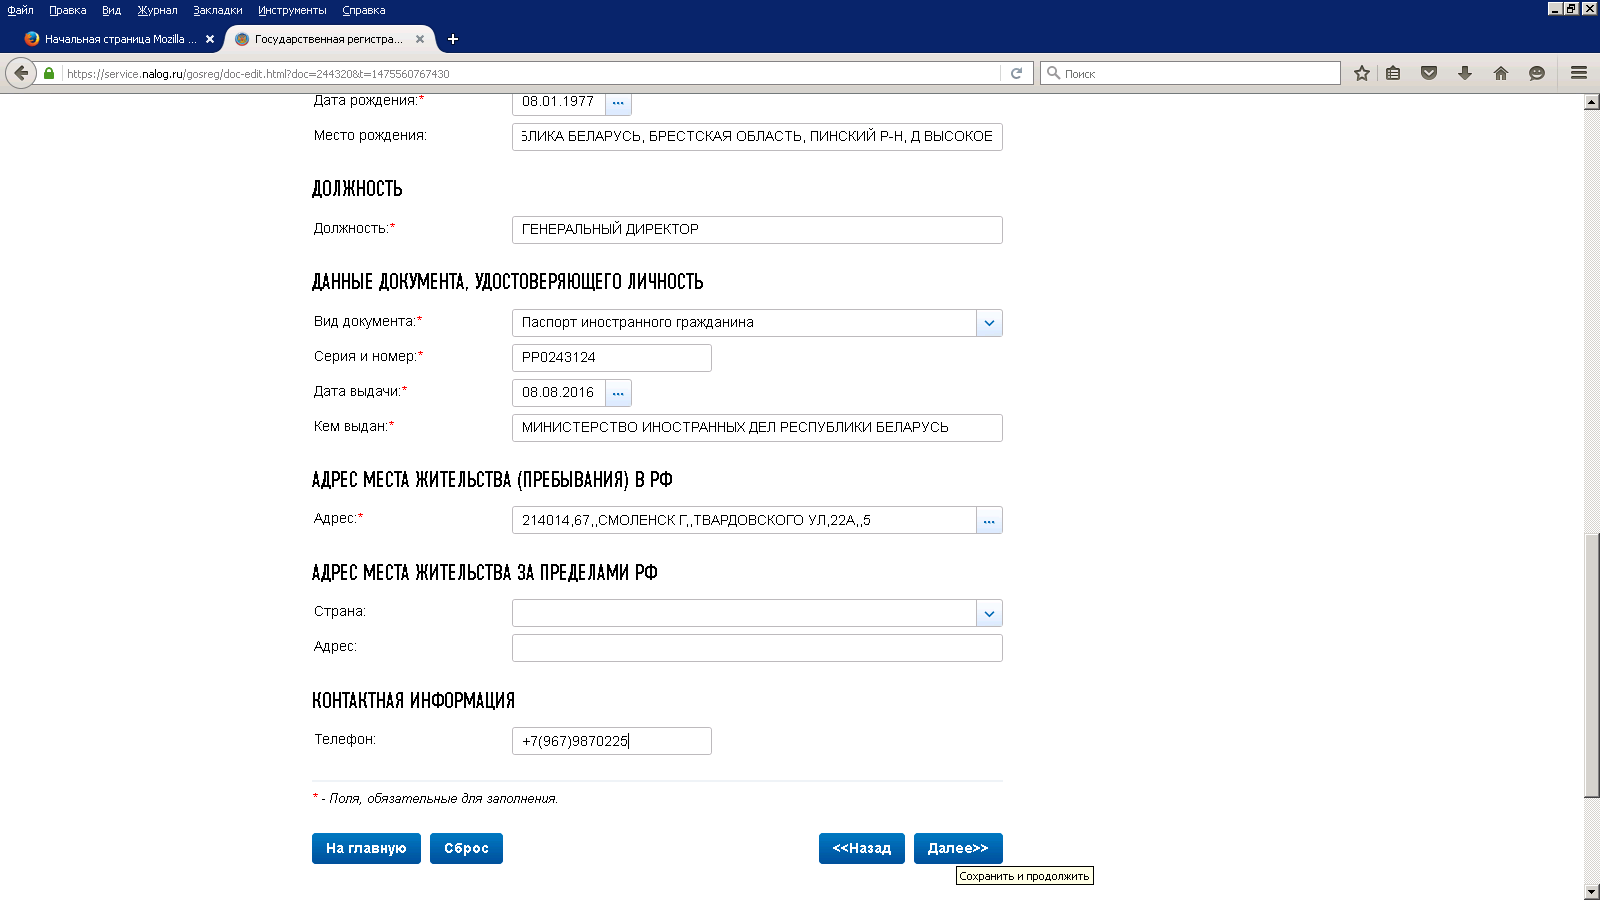 Файл Правка Вид Журнал Закладки Инструменты Справка
Начальная страница Mozilla ... Государственная регистра...
https://service.nalog.ru/gosreg/doc-edit.html?doc=244320&t=1475560767430 Поиск
Дата рождения:* 08.01.1977 ...
Место рождения: БЛИКА БЕЛАРУСЬ, БРЕСТСКАЯ ОБЛАСТЬ, ПИНСКИЙ Р-Н, Д ВЫСОКОЕ
ДОЛЖНОСТЬ
Должность:* ГЕНЕРАЛЬНЫЙ ДИРЕКТОР
ДАННЫЕ ДОКУМЕНТА, УДОСТОВЕРЯЮЩЕГО ЛИЧНОСТЬ
Вид документа:* Паспорт иностранного гражданина
Серия и номер:* PP0243124
Дата выдачи:* 08.08.2016 ...
Кем выдан:* МИНИСТЕРСТВО ИНОСТРАННЫХ ДЕЛ РЕСПУБЛИКИ БЕЛАРУСЬ
АДРЕС МЕСТА ЖИТЕЛЬСТВА (ПРЕБЫВАНИЯ) В РФ
Адрес:* 214014,67,,СМОЛЕНСК Г,,ТВАРДОВСКОГО УЛ,22А,,5 ...
АДРЕС МЕСТА ЖИТЕЛЬСТВА ЗА ПРЕДЕЛАМИ РФ
Страна:
Адрес:
КОНТАКТНАЯ ИНФОРМАЦИЯ
Телефон: +7(967)9870225
* - Поля, обязательные для заполнения.
На главную Сброс <<Назад Далее>>
Сохранить и продолжить